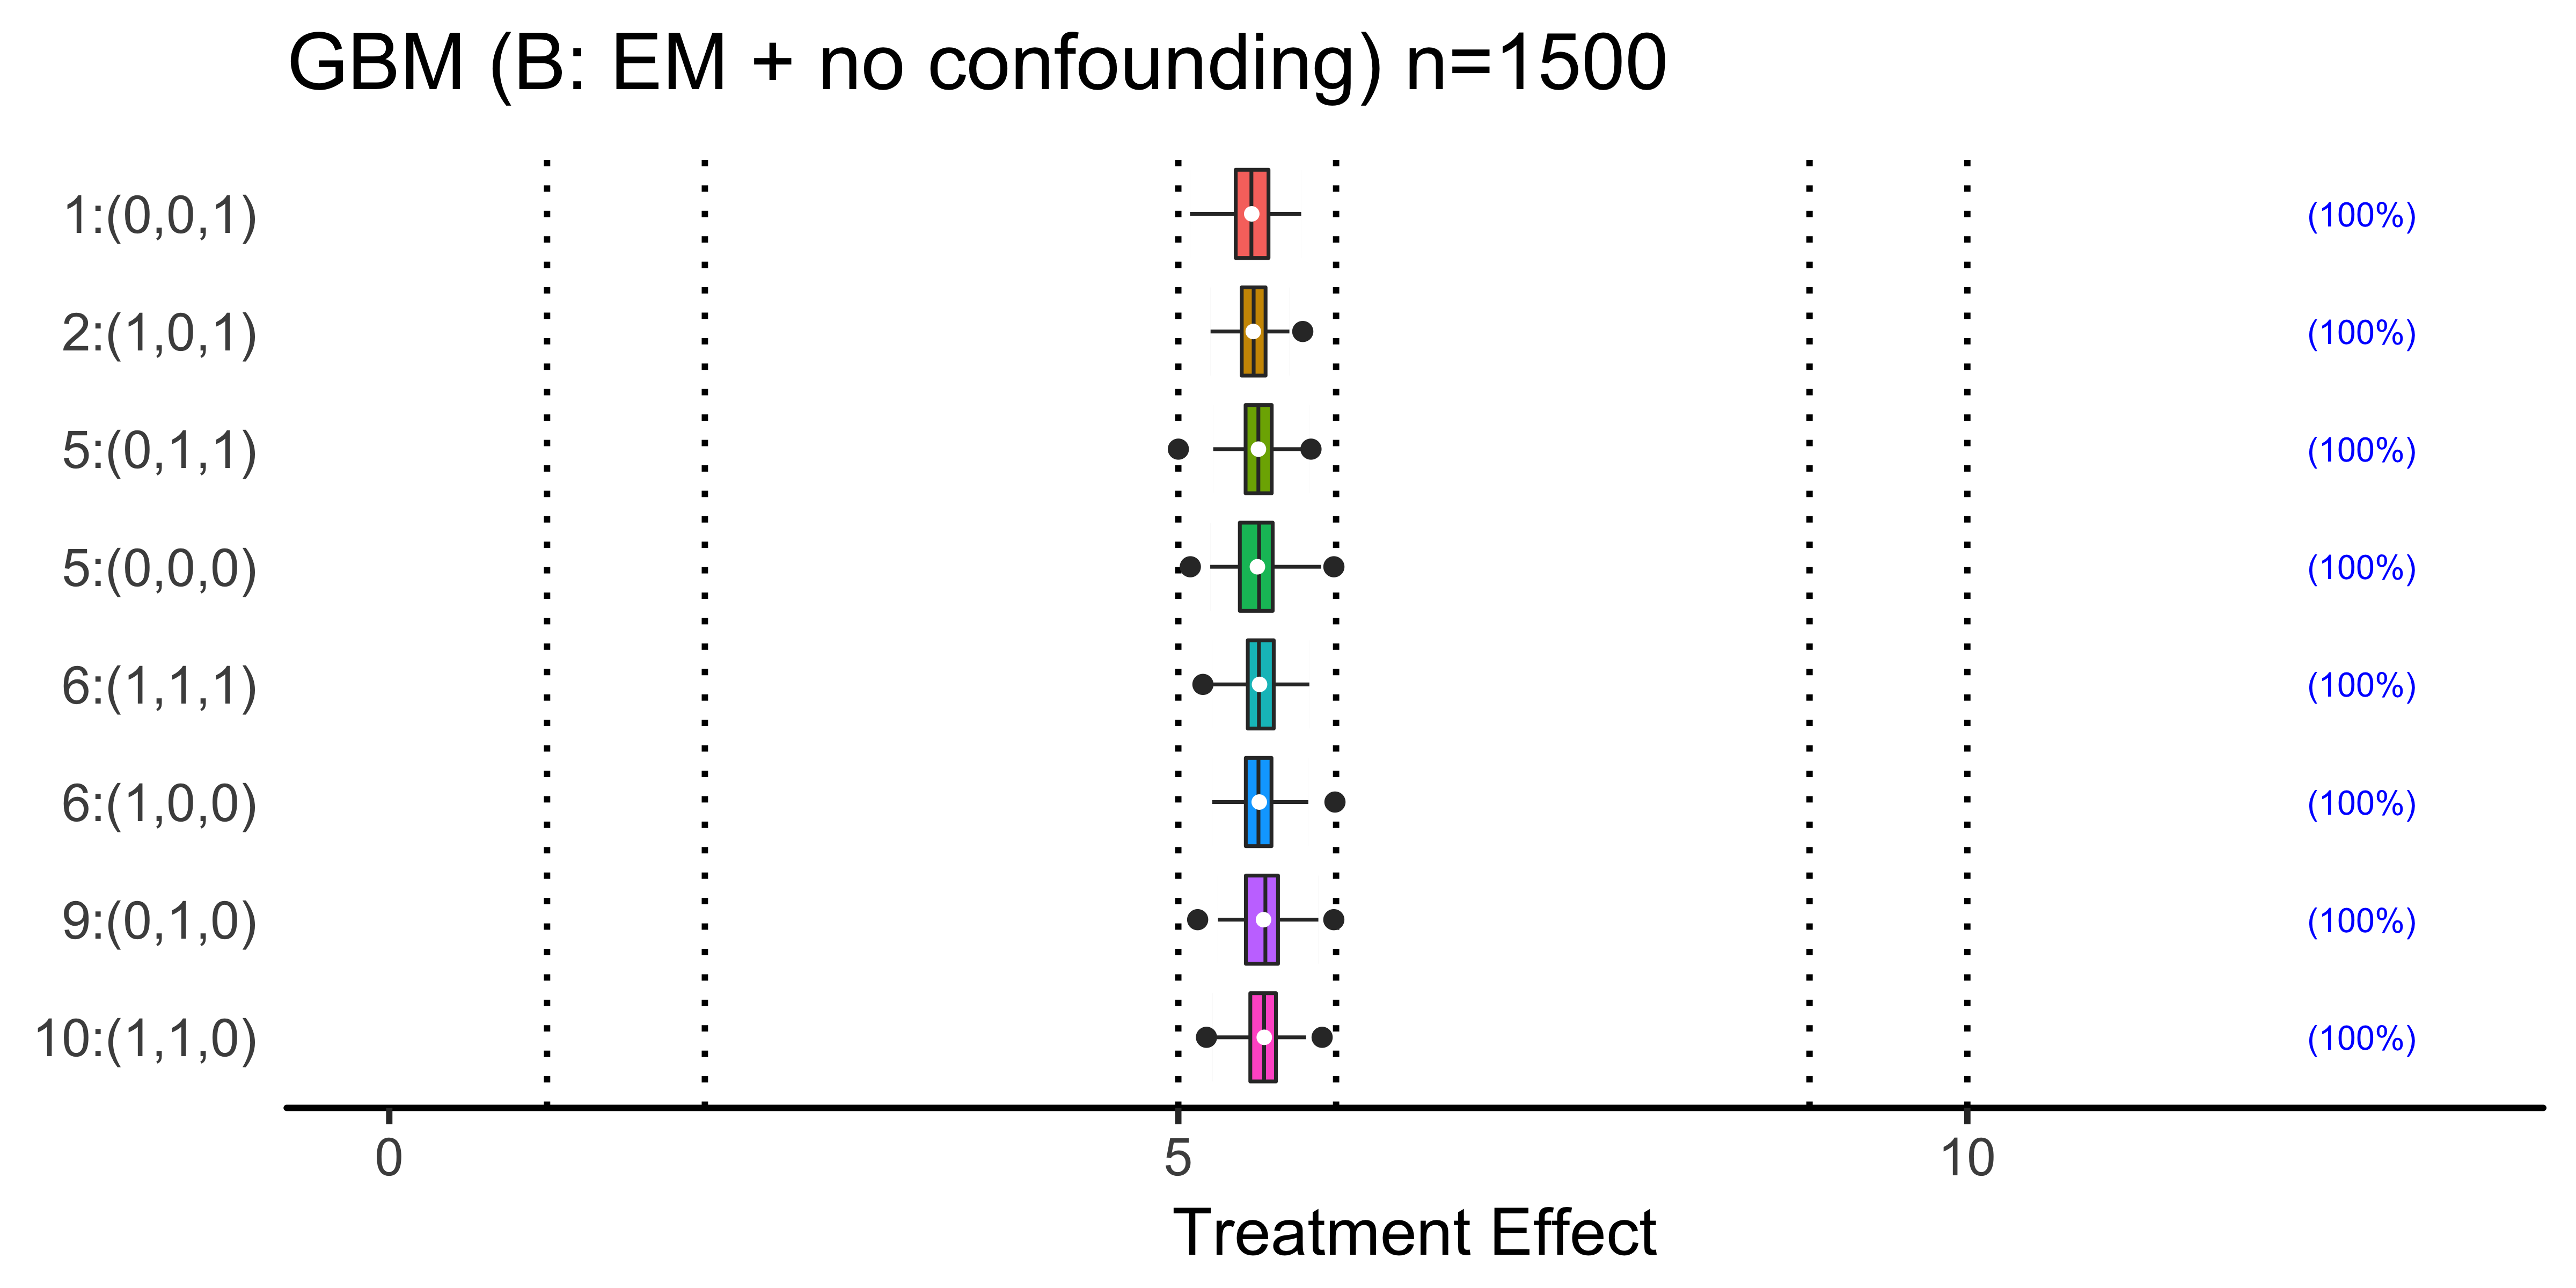 GBM (B: EM + no confounding) n=1500
1:(0,0,1) (100%)
2:(1,0,1) (100%)
5:(0,1,1) (100%)
5:(0,0,0) (100%)
6:(1,1,1) (100%)
6:(1,0,0) (100%)
9:(0,1,0) (100%)
10:(1,1,0) (100%)
0 5 10
Treatment Effect